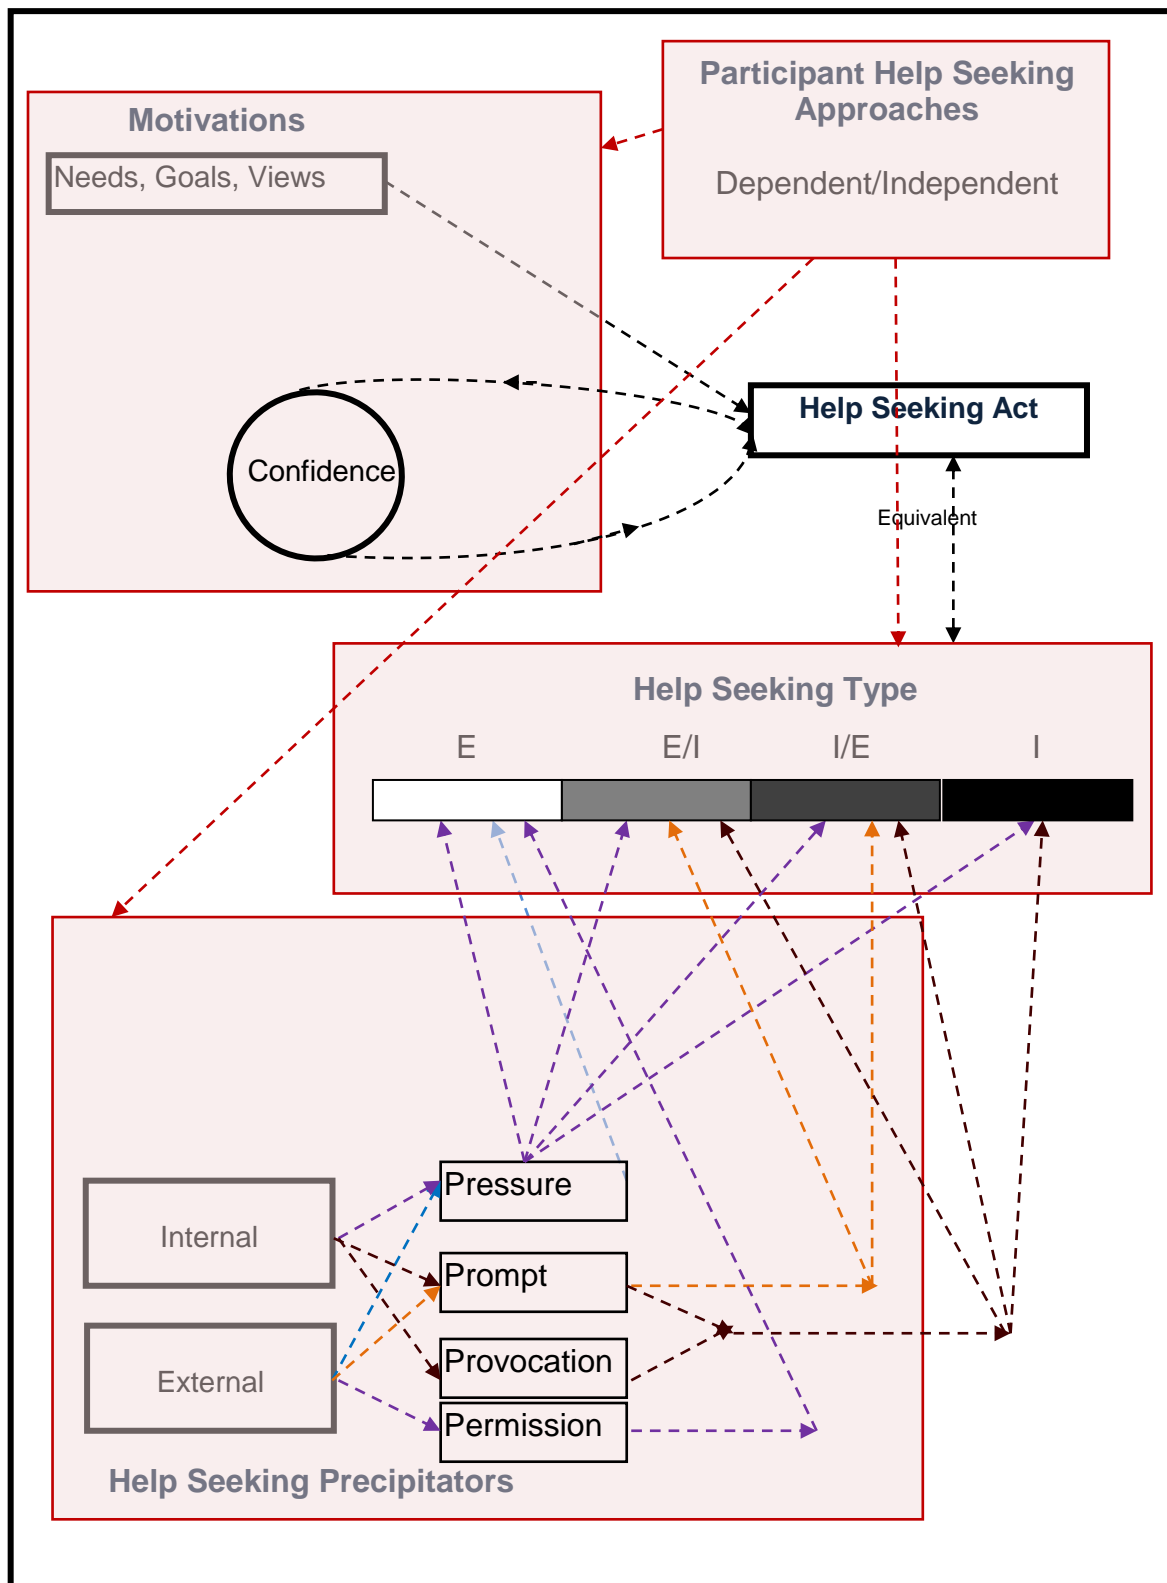 Participant Help Seeking
Approaches
Dependent/Independent
Motivations
Needs, Goals, Views
Confidence
Help Seeking Act
Equivalent
Help Seeking Type
E
E/I
I/E
I
Pressure
Internal
Prompt
Provocation
External
Permission
Help Seeking Precipitators